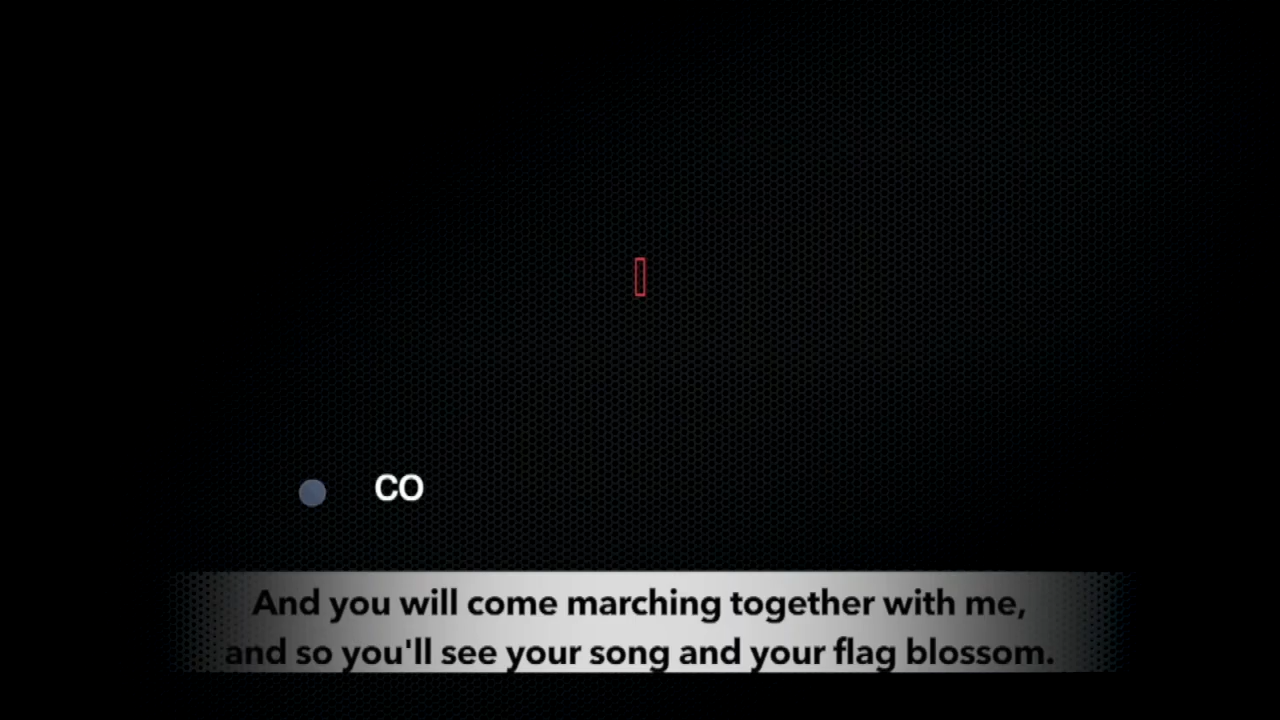 CO
And you will come marching together with me,
and so you'll see your song and your flag blossom.